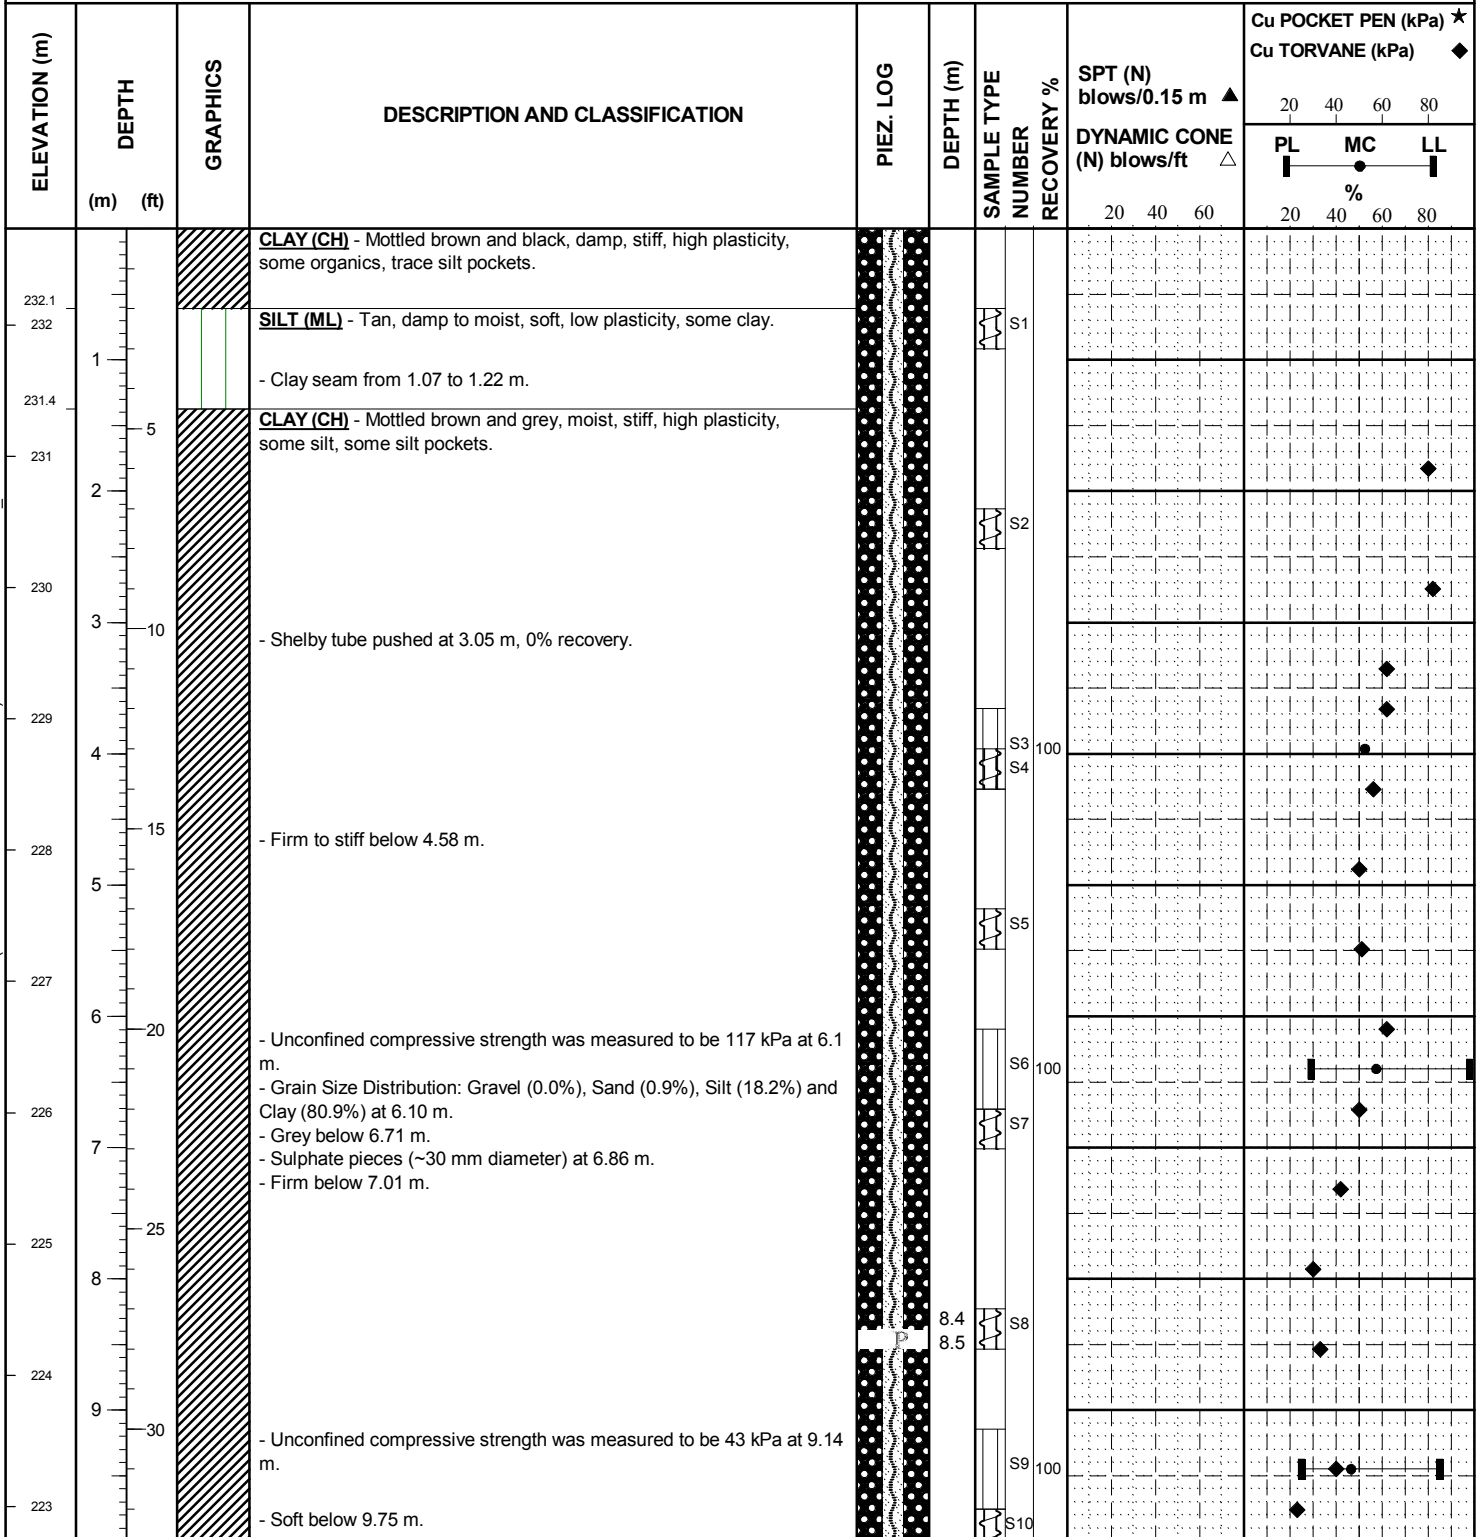 ELEVATION (m)
DEPTH
(m) (ft)
GRAPHICS
DESCRIPTION AND CLASSIFICATION
PIEZ. LOG
DEPTH (m)
SAMPLE TYPE
NUMBER
RECOVERY %
SPT (N)
blows/0.15 m ▲
DYNAMIC CONE
(N) blows/ft △
20 40 60
Cu POCKET PEN (kPa) ★
Cu TORVANE (kPa) ◆
20 40 60 80
PL MC LL
%
20 40 60 80
CLAY (CH) - Mottled brown and black, damp, stiff, high plasticity,
some organics, trace silt pockets.
232.1
SILT (ML) - Tan, damp to moist, soft, low plasticity, some clay.
S1
232
1
- Clay seam from 1.07 to 1.22 m.
231.4
CLAY (CH) - Mottled brown and grey, moist, stiff, high plasticity,
5
some silt, some silt pockets.
231
2
S2
230
3
10
- Shelby tube pushed at 3.05 m, 0% recovery.
229
S3 100
4
S4
15
- Firm to stiff below 4.58 m.
228
5
S5
227
6
20
- Unconfined compressive strength was measured to be 117 kPa at 6.1
m.
S6 100
- Grain Size Distribution: Gravel (0.0%), Sand (0.9%), Silt (18.2%) and
Clay (80.9%) at 6.10 m.
226
S7
- Grey below 6.71 m.
7
- Sulphate pieces (~30 mm diameter) at 6.86 m.
- Firm below 7.01 m.
25
225
8
8.4
S8
P
8.5
224
9
30
- Unconfined compressive strength was measured to be 43 kPa at 9.14
m.
S9 100
223
- Soft below 9.75 m.
S10